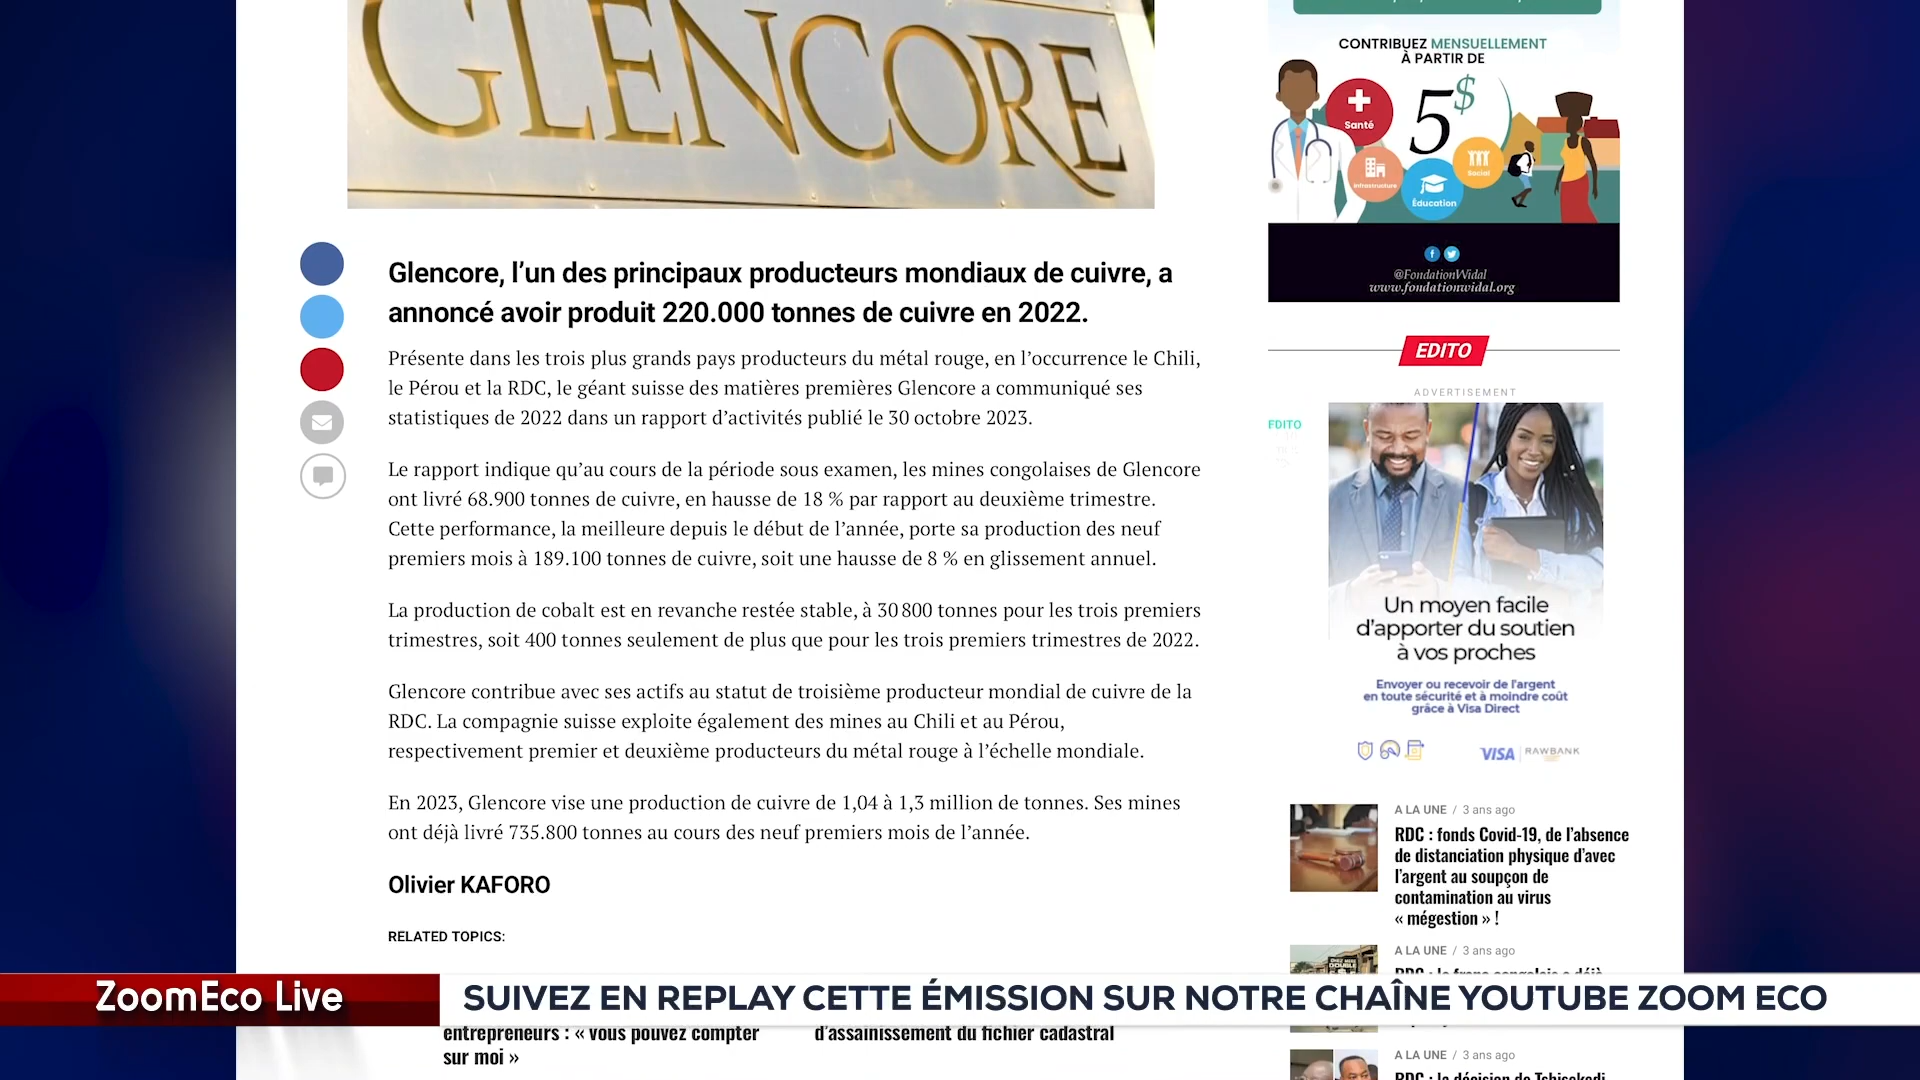 GLENCORE
Glencore, l’un des principaux producteurs mondiaux de cuivre, a
annoncé avoir produit 220.000 tonnes de cuivre en 2022.
Présente dans les trois plus grands pays producteurs du métal rouge, en l’occurrence le Chili,
le Pérou et la RDC, le géant suisse des matières premières Glencore a communiqué ses
statistiques de 2022 dans un rapport d’activités publié le 30 octobre 2023.
Le rapport indique qu’au cours de la période sous examen, les mines congolaises de Glencore
ont livré 68.900 tonnes de cuivre, en hausse de 18 % par rapport au deuxième trimestre.
Cette performance, la meilleure depuis le début de l’année, porte sa production des neuf
premiers mois à 189.100 tonnes de cuivre, soit une hausse de 8 % en glissement annuel.
La production de cobalt est en revanche restée stable, à 30 800 tonnes pour les trois premiers
trimestres, soit 400 tonnes seulement de plus que pour les trois premiers trimestres de 2022.
Glencore contribue avec ses actifs au statut de troisième producteur mondial de cuivre de la
RDC. La compagnie suisse exploite également des mines au Chili et au Pérou,
respectivement premier et deuxième producteurs du métal rouge à l’échelle mondiale.
En 2023, Glencore vise une production de cuivre de 1,04 à 1,3 million de tonnes. Ses mines
ont déjà livré 735.800 tonnes au cours des neuf premiers mois de l’année.
Olivier KAFORO
RELATED TOPICS:
CONTRIBUEZ MENSUELLEMENT
À PARTIR DE
5$
Santé
Infrastructure
Social
Éducation
@FondationWidal
www.fondationwidal.org
EDITO
ADVERTISEMENT
EDITO
Un moyen facile
d’apporter du soutien
à vos proches
Envoyer ou recevoir de l’argent
en toute sécurité et à moindre coût
grâce à Visa Direct
VISA | RAWBANK
A LA UNE / 3 ans ago
RDC : fonds Covid-19, de l’absence
de distanciation physique d’avec
l’argent au soupçon de
contamination au virus
« mégestion » !
A LA UNE / 3 ans ago
RDC : le franc congolais a déjà
ZoomEco Live
SUIVEZ EN REPLAY CETTE ÉMISSION SUR NOTRE CHAÎNE YOUTUBE ZOOM ECO
entrepreneurs : « vous pouvez compter
sur moi »
d’assainissement du fichier cadastral
A LA UNE / 3 ans ago
RDC : la décision de Tshisekedi